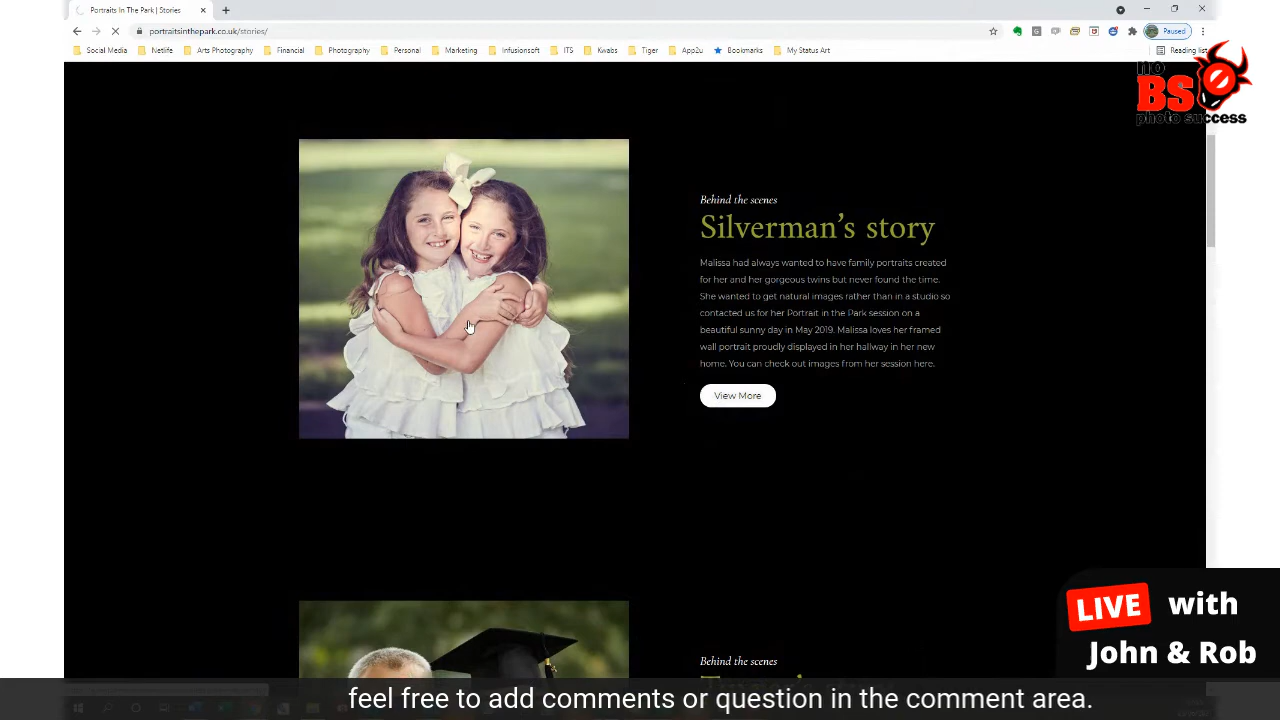 Portraits In The Park | Stories
portraitsinthepark.co.uk/stories/
Paused
Social Media
Netlife
Arts Photography
Financial
Photography
Personal
Marketing
Infusionsoft
ITS
Kwabs
Tiger
App2u
Bookmarks
My Status Art
Reading list
no
BS
photo success
Behind the scenes
Silverman's story
Malissa had always wanted to have family portraits created
for her and her gorgeous twins but never found the time.
She wanted to get natural images rather than in a studio so
contacted us for her Portrait in the Park session on a
beautiful sunny day in May 2019. Malissa loves her framed
wall portrait proudly displayed in her hallway in her new
home. You can check out images from her session here.
View More
Behind the scenes
LIVE with
John & Rob
feel free to add comments or question in the comment area.